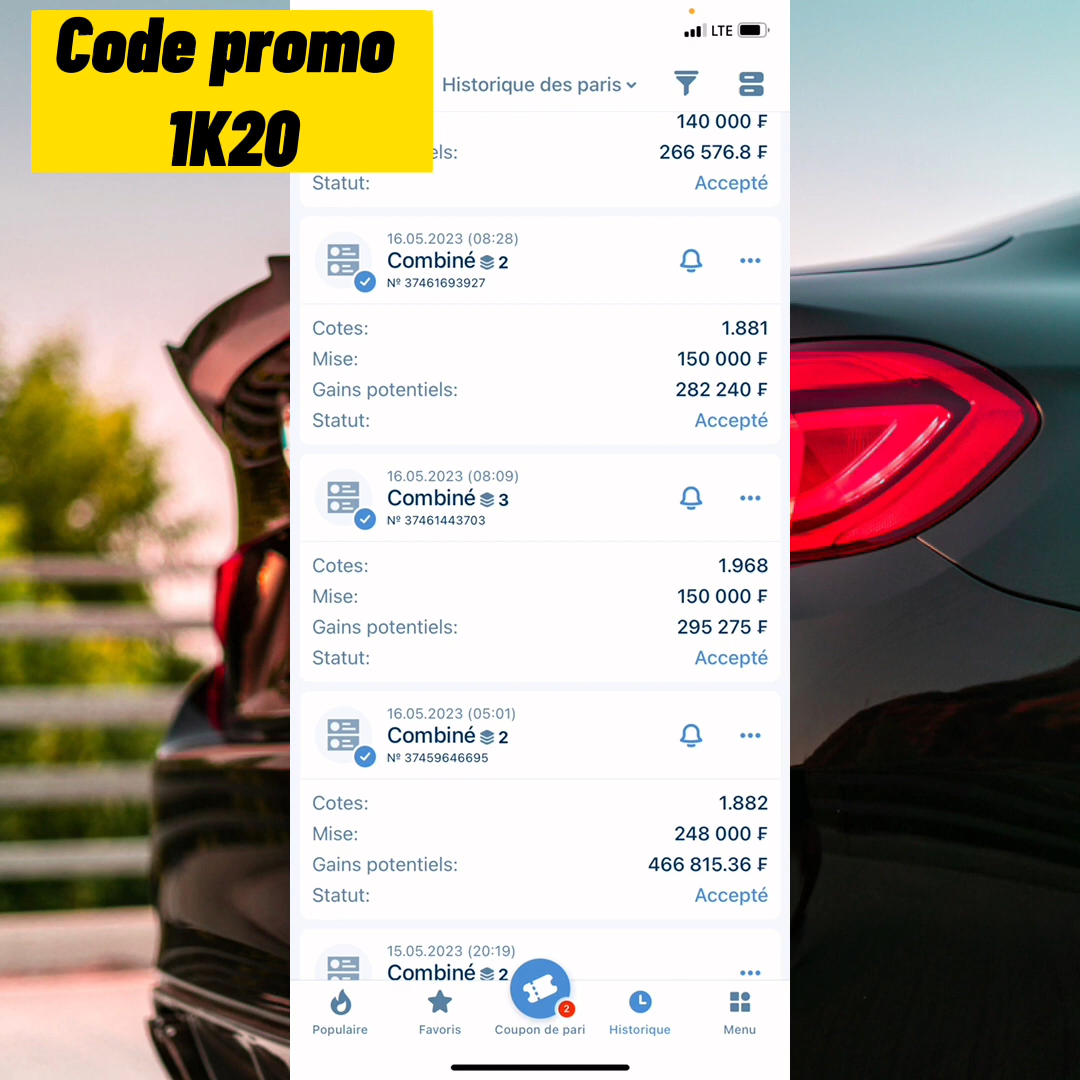 Code promo
1K20
LTE
Historique des paris
140 000 ₣
els:
266 576.8 ₣
Statut:
Accepté
16.05.2023 (08:28)
Combiné 2
Nº 37461693927
Cotes:
1.881
Mise:
150 000 ₣
Gains potentiels:
282 240 ₣
Statut:
Accepté
16.05.2023 (08:09)
Combiné 3
Nº 37461443703
Cotes:
1.968
Mise:
150 000 ₣
Gains potentiels:
295 275 ₣
Statut:
Accepté
16.05.2023 (05:01)
Combiné 2
Nº 37459646695
Cotes:
1.882
Mise:
248 000 ₣
Gains potentiels:
466 815.36 ₣
Statut:
Accepté
15.05.2023 (20:19)
Combiné 2
2
Populaire
Favoris
Coupon de pari
Historique
Menu